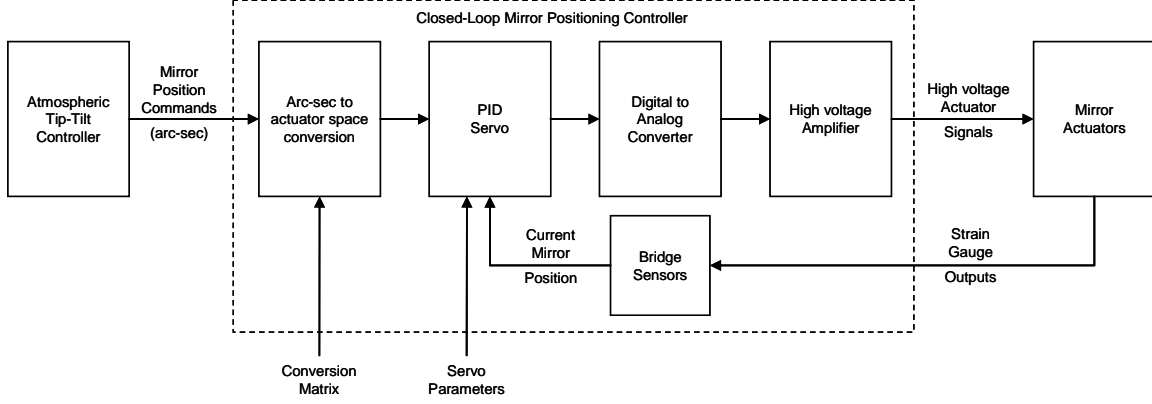 Closed-Loop Mirror Positioning Controller
Atmospheric
Tip-Tilt
Controller
Mirror
Position
Commands
(arc-sec)
Arc-sec to
actuator space
conversion
PID
Servo
Digital to
Analog
Converter
High voltage
Amplifier
High voltage
Actuator
Signals
Mirror
Actuators
Current
Mirror
Position
Bridge
Sensors
Strain
Gauge
Outputs
Conversion
Matrix
Servo
Parameters